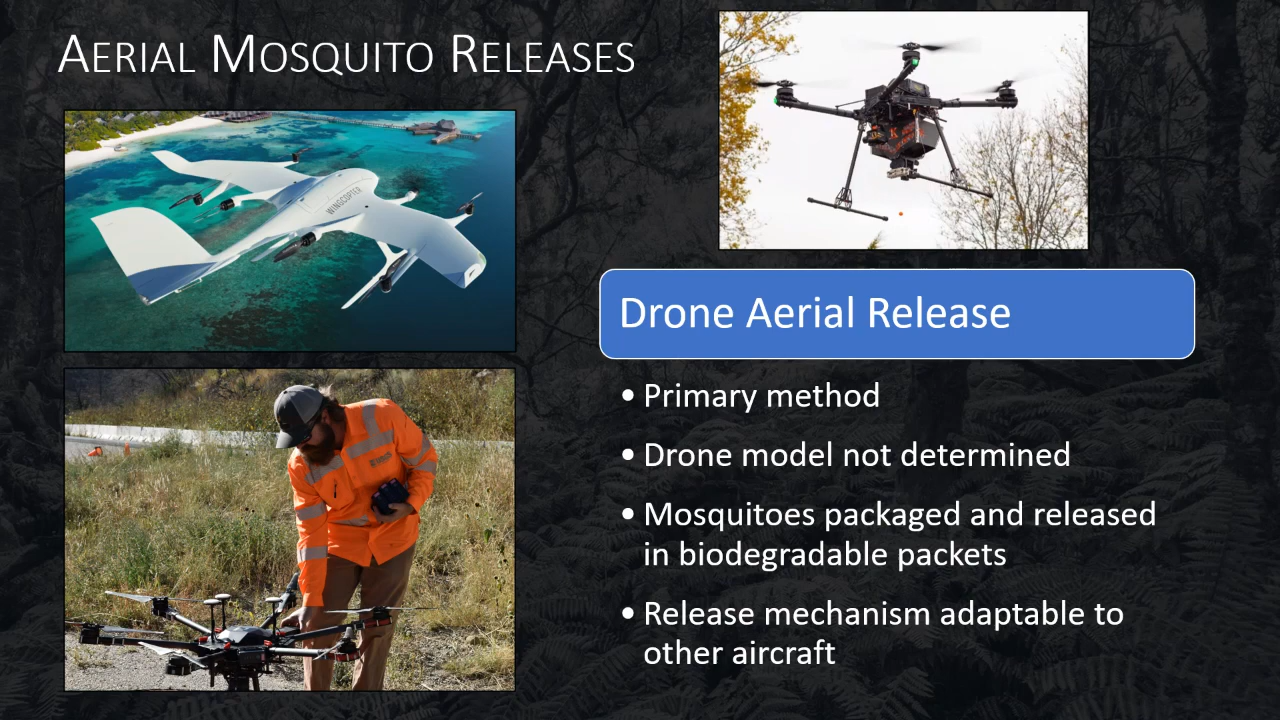 AERIAL MOSQUITO RELEASES
WINGCOPTER
Drone Aerial Release
• Primary method
• Drone model not determined
• Mosquitoes packaged and released
in biodegradable packets
• Release mechanism adaptable to
other aircraft